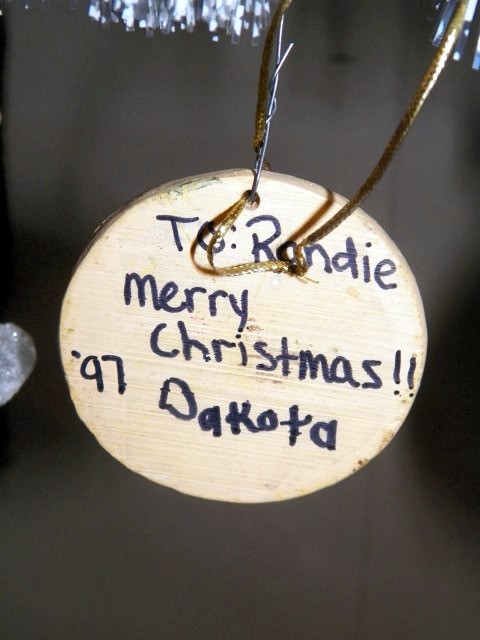 To: Randie
Merry
Christmas!!
'97 Dakota